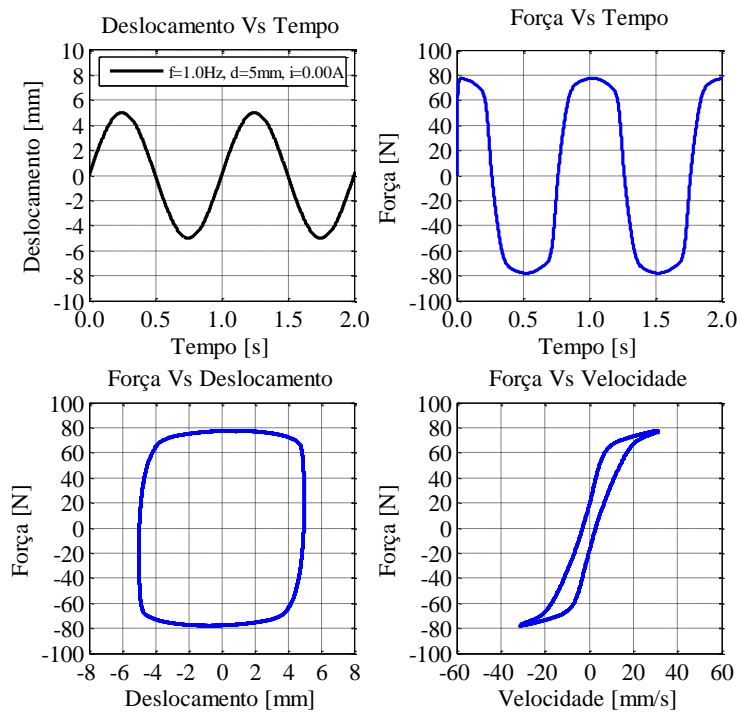 Deslocamento Vs Tempo
10
8
6
4
2
0
-2
-4
-6
-8
-10
Deslocamento [mm]
f=1.0Hz, d=5mm, i=0.00A
0.0 0.5 1.0 1.5 2.0
Tempo [s]
Força Vs Tempo
100
80
60
40
20
0
-20
-40
-60
-80
-100
Força [N]
0.0 0.5 1.0 1.5 2.0
Tempo [s]
Força Vs Deslocamento
100
80
60
40
20
0
-20
-40
-60
-80
-100
Força [N]
-8 -6 -4 -2 0 2 4 6 8
Deslocamento [mm]
Força Vs Velocidade
100
80
60
40
20
0
-20
-40
-60
-80
-100
Força [N]
-60 -40 -20 0 20 40 60
Velocidade [mm/s]